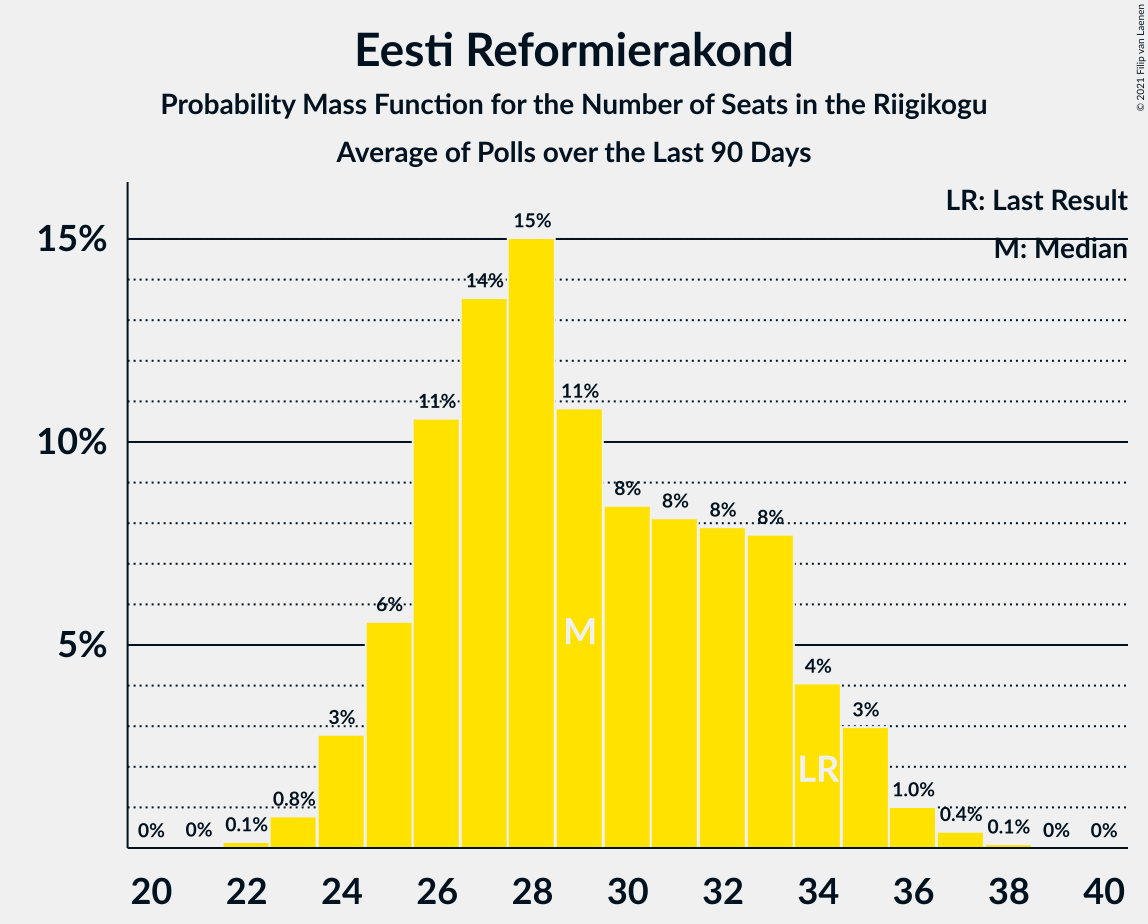 Eesti Reformierakond
Probability Mass Function for the Number of Seats in the Riigikogu
Average of Polls over the Last 90 Days
© 2021 Filip van Laenen
LR: Last Result
M: Median
15%
10%
5%
0%
0%
0.1%
0.8%
3%
6%
11%
14%
15%
11%
8%
8%
8%
8%
4%
3%
1.0%
0.4%
0.1%
0%
0%
M
LR
20 22 24 26 28 30 32 34 36 38 40